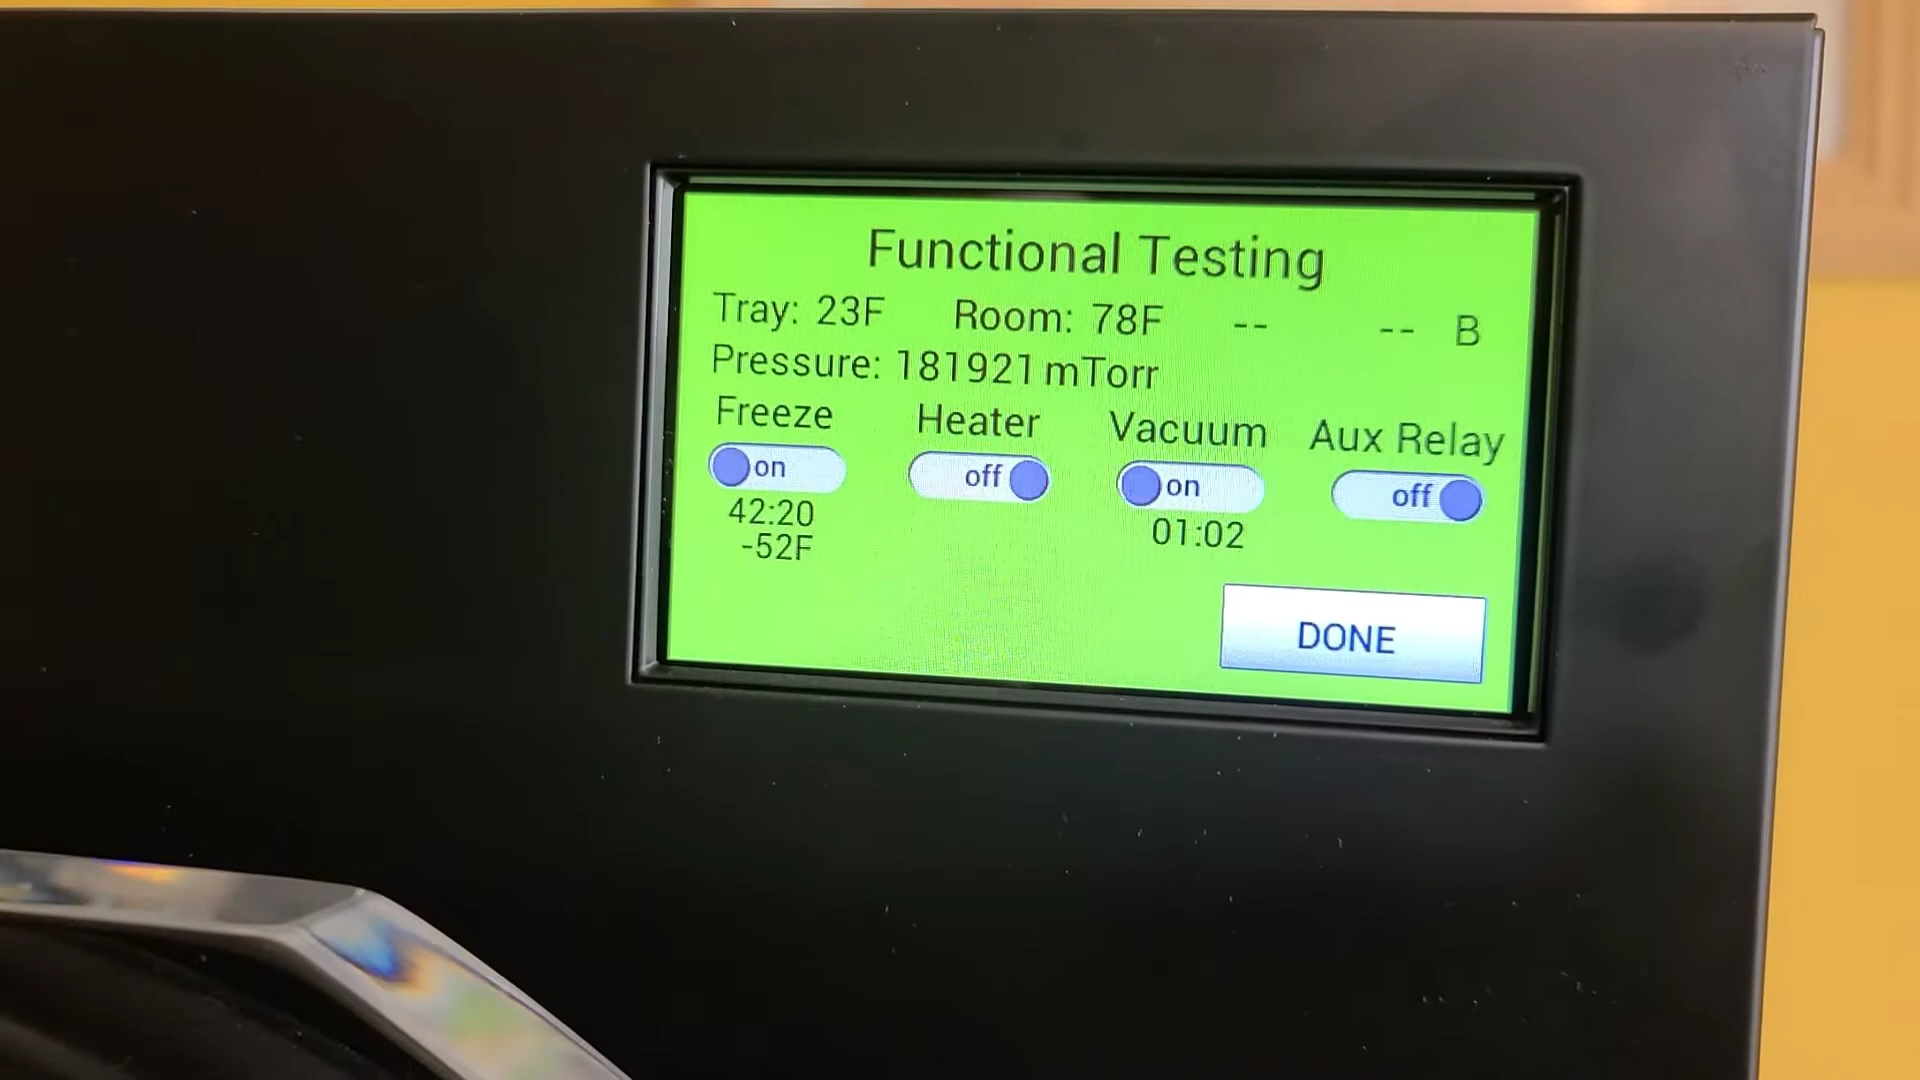 Functional Testing
Tray: 23F Room: 78F -- -- B
Pressure: 181921 mTorr
Freeze Heater Vacuum Aux Relay
on off on off
42:20 01:02
-52F
DONE